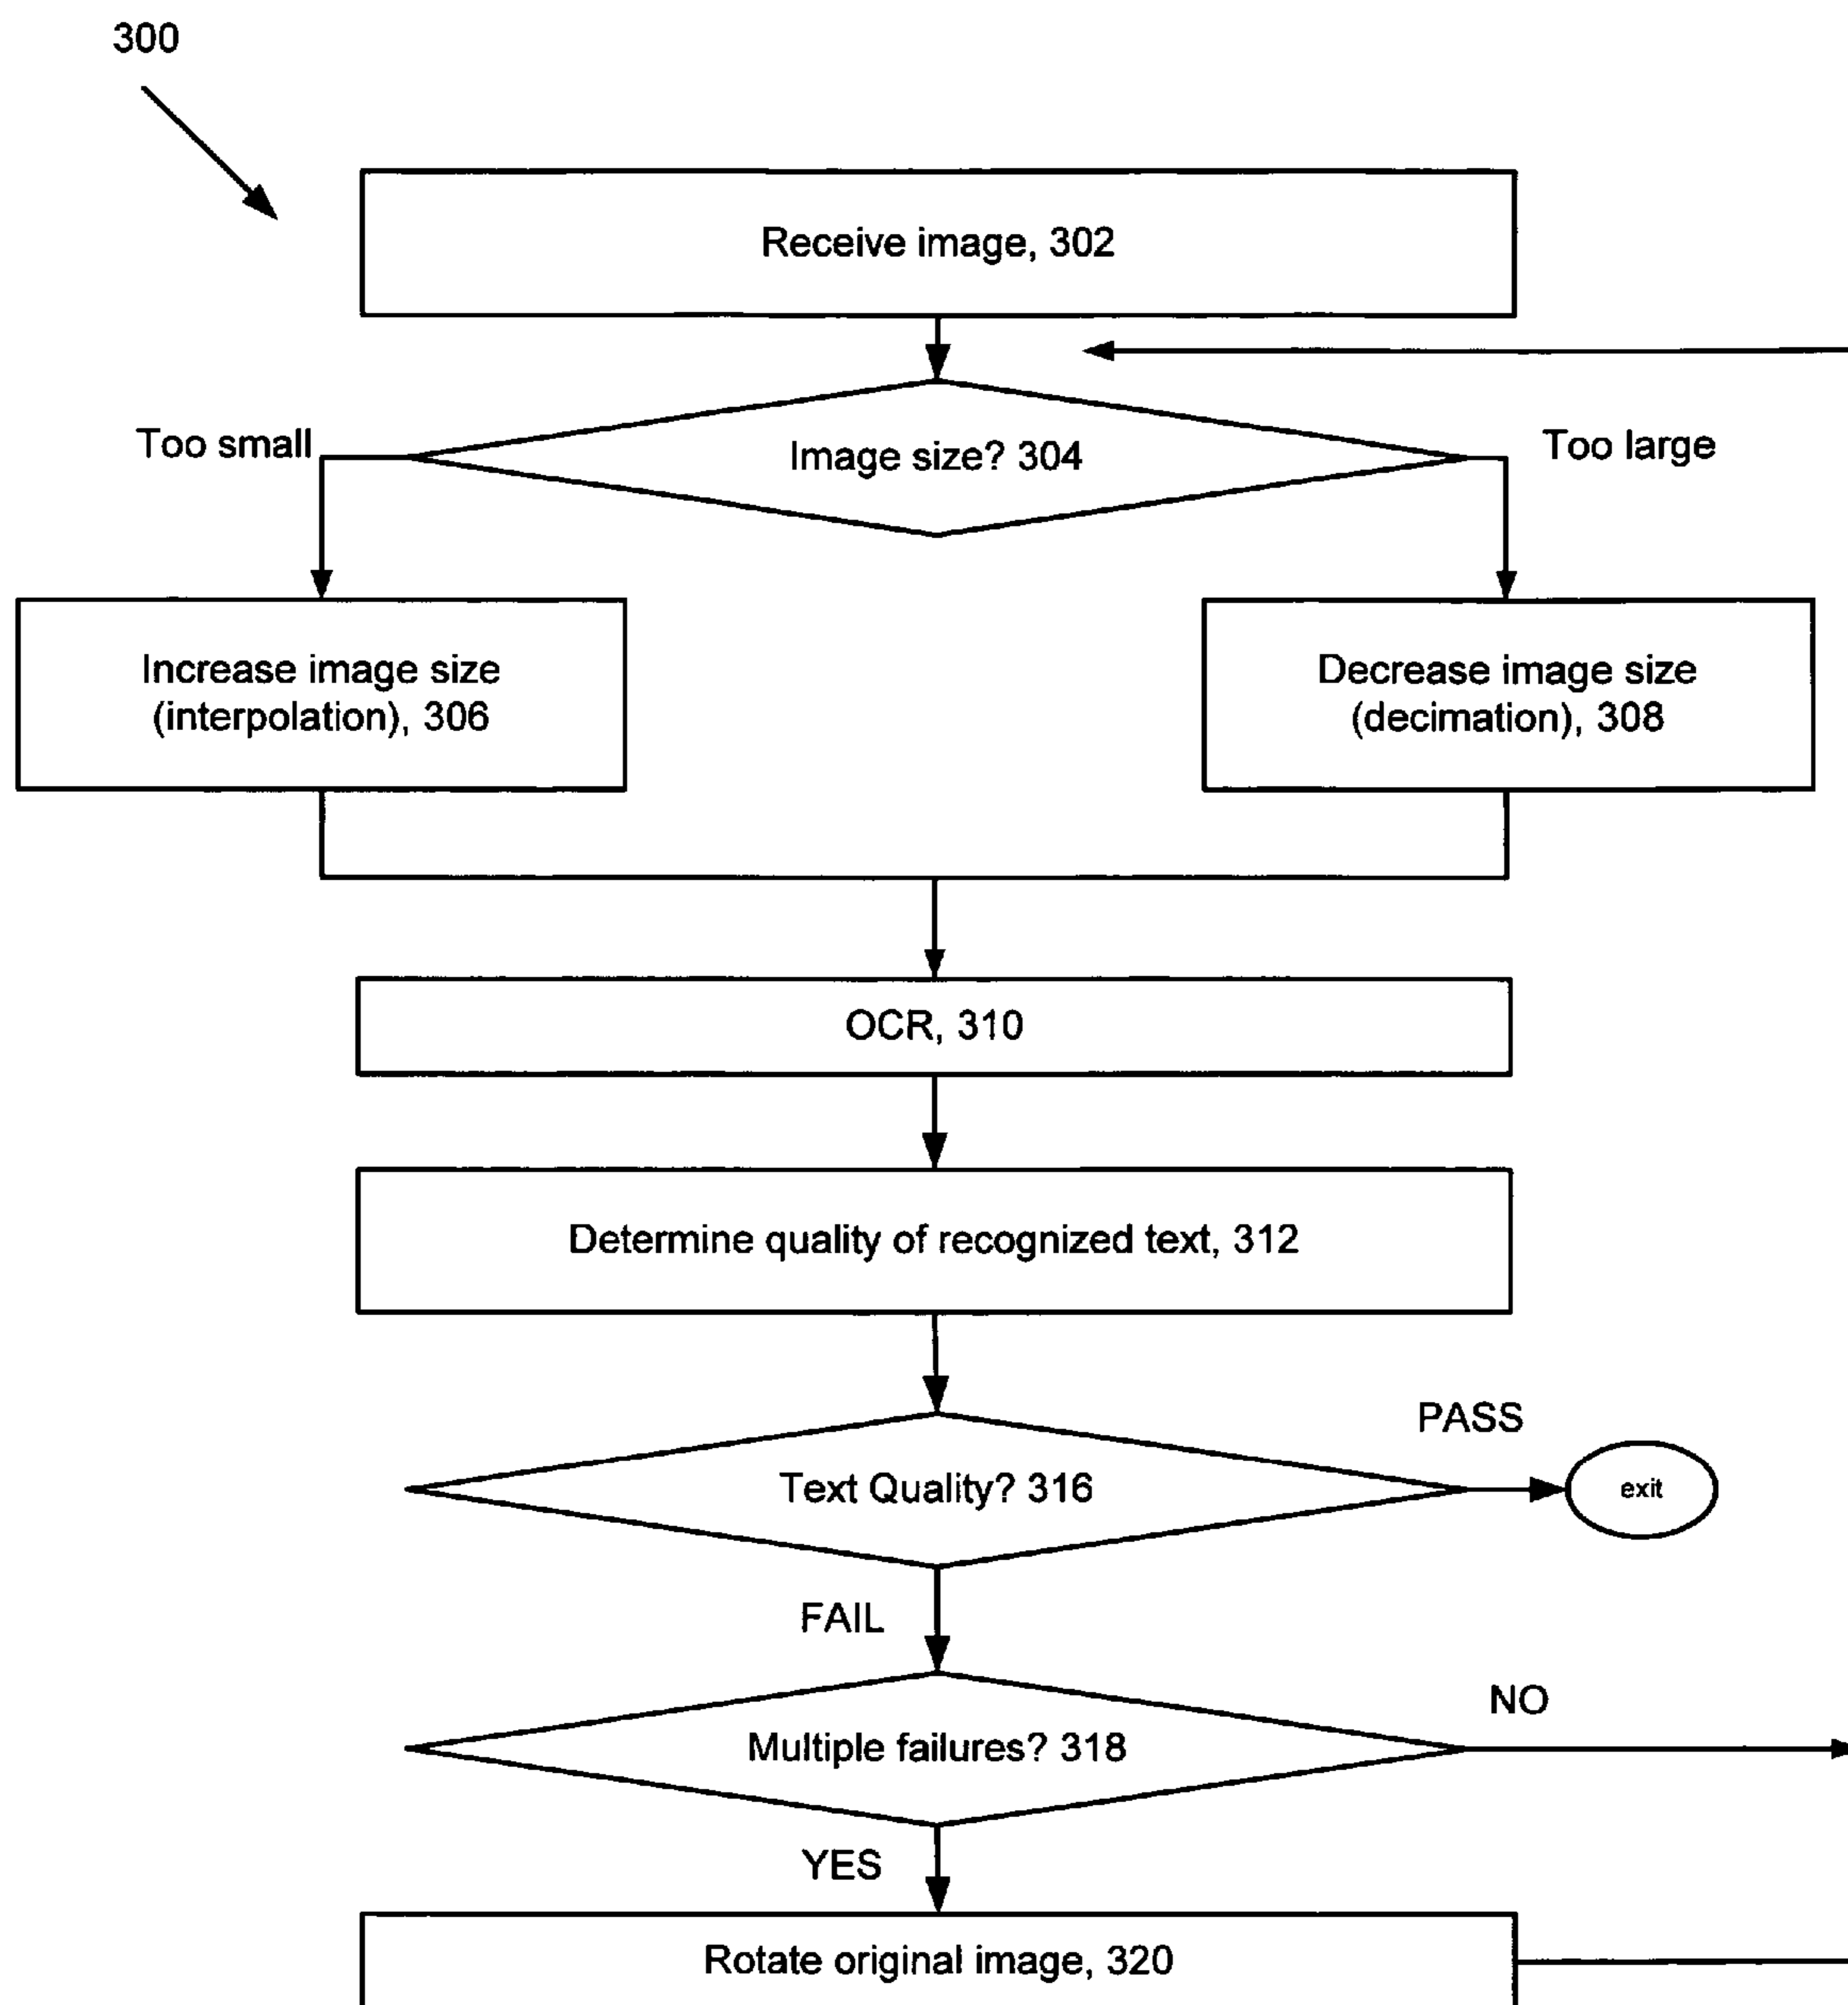 300
Receive image, 302
Too small
Image size? 304
Too large
Increase image size
(interpolation), 306
Decrease image size
(decimation), 308
OCR, 310
Determine quality of recognized text, 312
PASS
Text Quality? 316
exit
FAIL
NO
Multiple failures? 318
YES
Rotate original image, 320